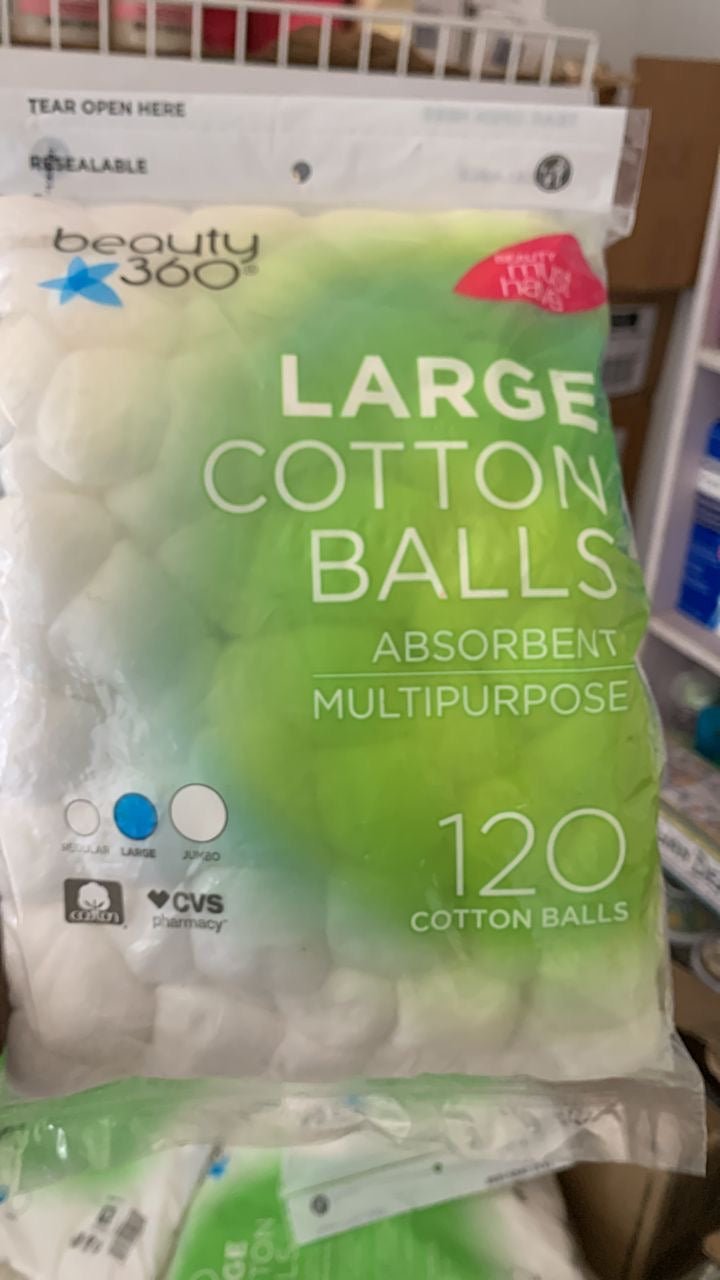 TEAR OPEN HERE
RESEALABLE
beauty
360®
BEAUTY
must
haves
LARGE
COTTON
BALLS
ABSORBENT
MULTIPURPOSE
REGULAR LARGE JUMBO
cotton
CVS
pharmacy
120
COTTON BALLS